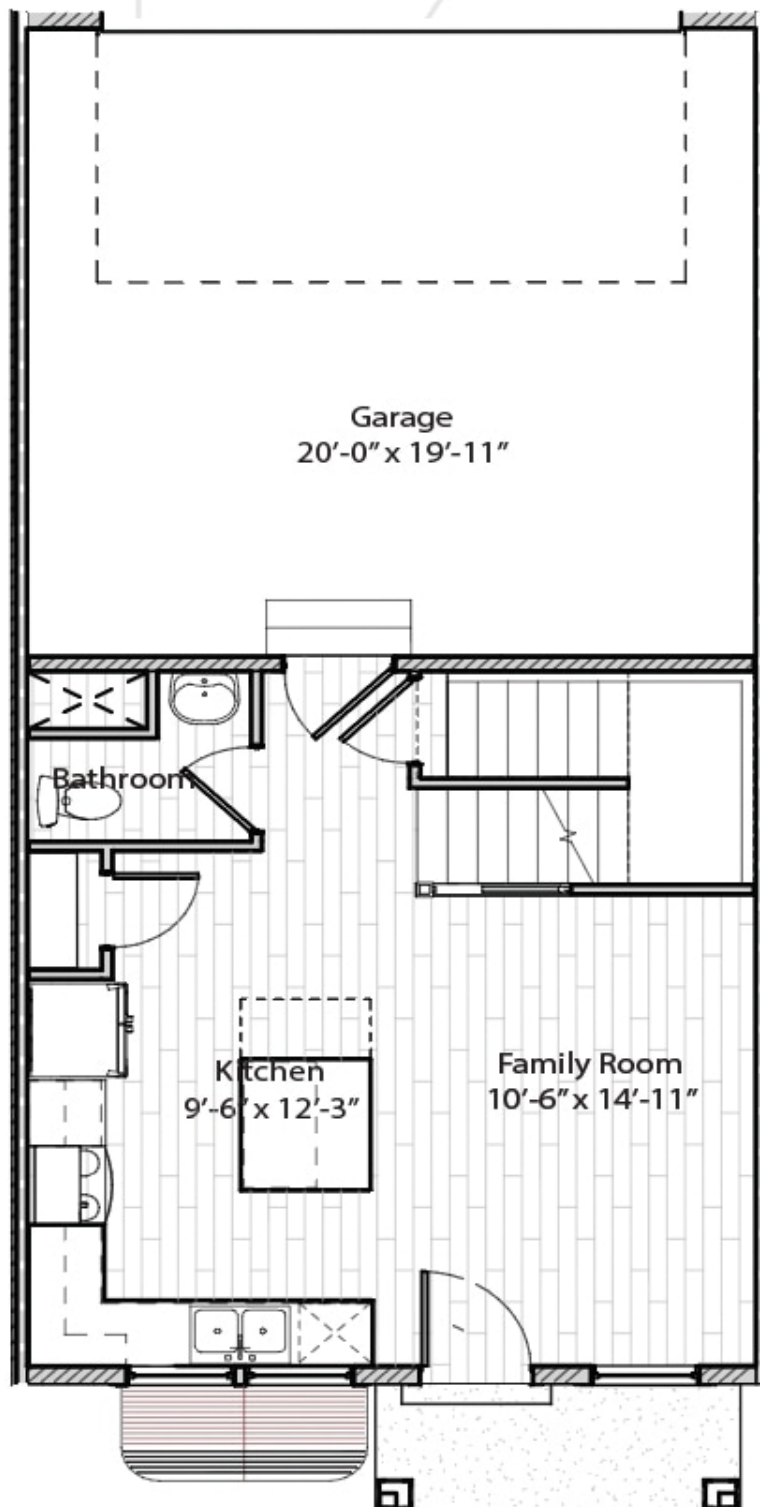 Garage
20'-0" x 19'-11"
Bathroom
Kitchen
9'-6" x 12'-3"
Family Room
10'-6" x 14'-11"